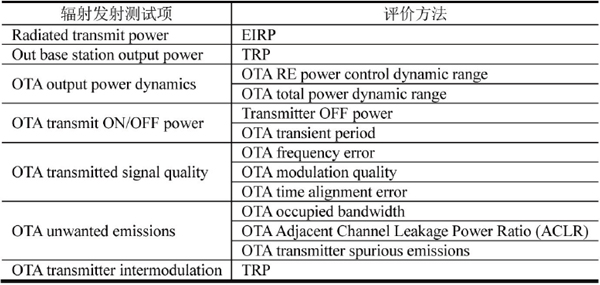 辐射发射测试项 评价方法
Radiated transmit power EIRP
Out base station output power TRP
OTA output power dynamics OTA RE power control dynamic range
OTA total power dynamic range
OTA transmit ON/OFF power Transmitter OFF power
OTA transient period
OTA transmitted signal quality OTA frequency error
OTA modulation quality
OTA time alignment error
OTA unwanted emissions OTA occupied bandwidth
OTA Adjacent Channel Leakage Power Ratio (ACLR)
OTA transmitter spurious emissions
OTA transmitter intermodulation TRP